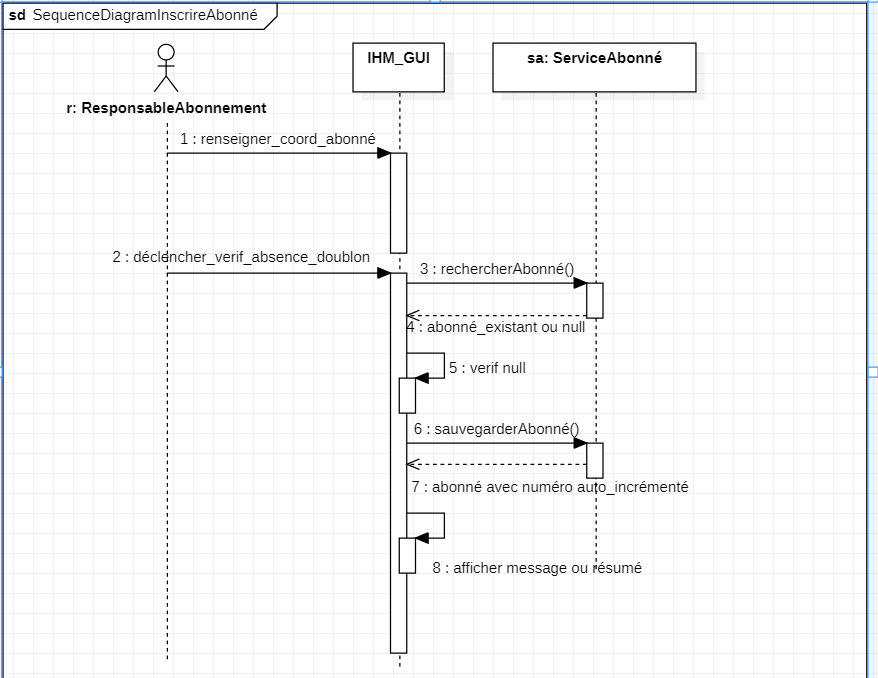 sd SequenceDiagramInscrireAbonné
IHM_GUI
sa: ServiceAbonné
r: ResponsableAbonnement
1 : renseigner_coord_abonné
2 : déclencher_verif_absence_doublon
3 : rechercherAbonné()
4 : abonné_existant ou null
5 : verif null
6 : sauvegarderAbonné()
7 : abonné avec numéro auto_incrémenté
8 : afficher message ou résumé